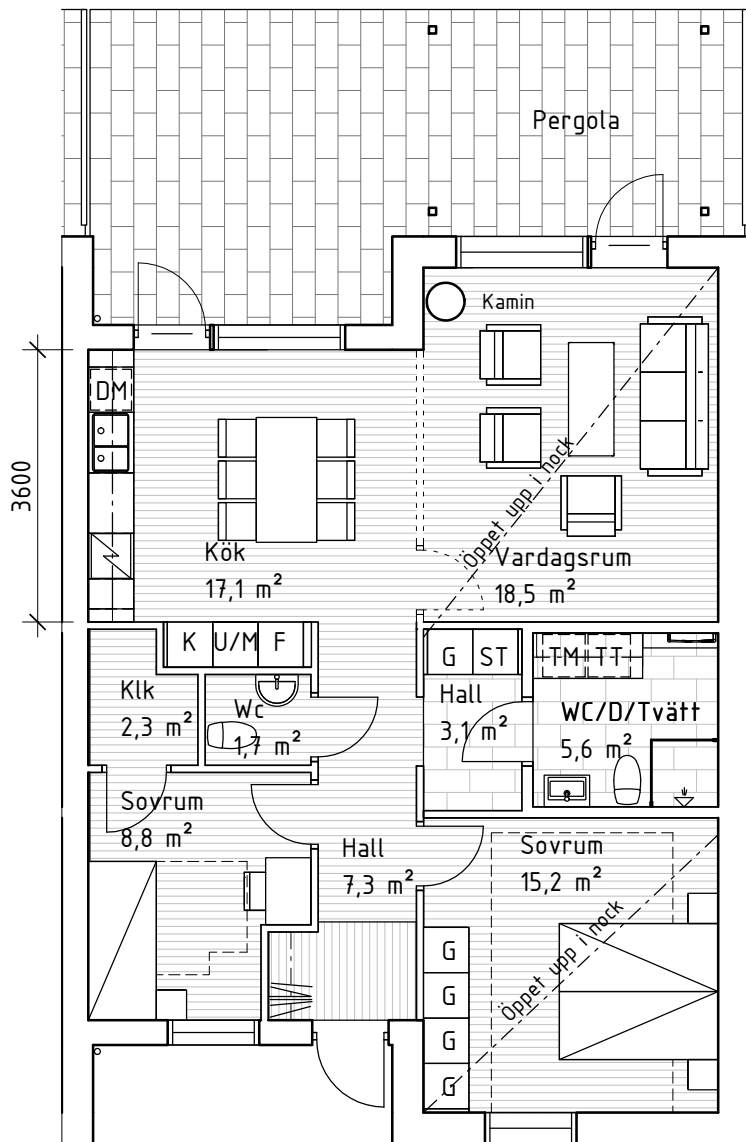 Pergola
Kamin
DM
3600
Öppet upp i nock
Kök
17,1 m²
Vardagsrum
18,5 m²
K U/M F
G ST
TM TT
Klk
2,3 m²
Wc
1,7 m²
Hall
3,1 m²
WC/D/Tvätt
5,6 m²
Sovrum
8,8 m²
Hall
7,3 m²
Sovrum
15,2 m²
Öppet upp i nock
G
G
G
G